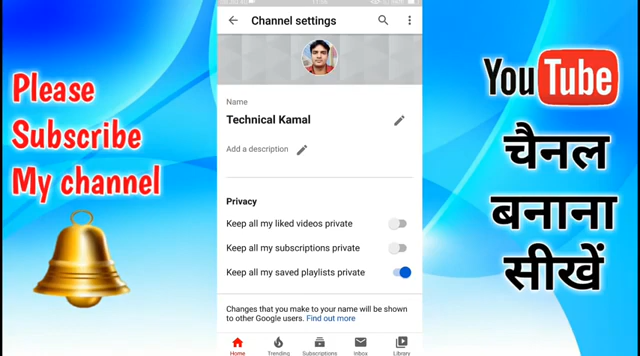 Please
Subscribe
My channel
Channel settings
Name
Technical Kamal
Add a description
Privacy
Keep all my liked videos private
Keep all my subscriptions private
Keep all my saved playlists private
Changes that you make to your name will be shown
to other Google users. Find out more
Home Trending Subscriptions Inbox Library
YouTube
चैनल
बनाना
सीखें